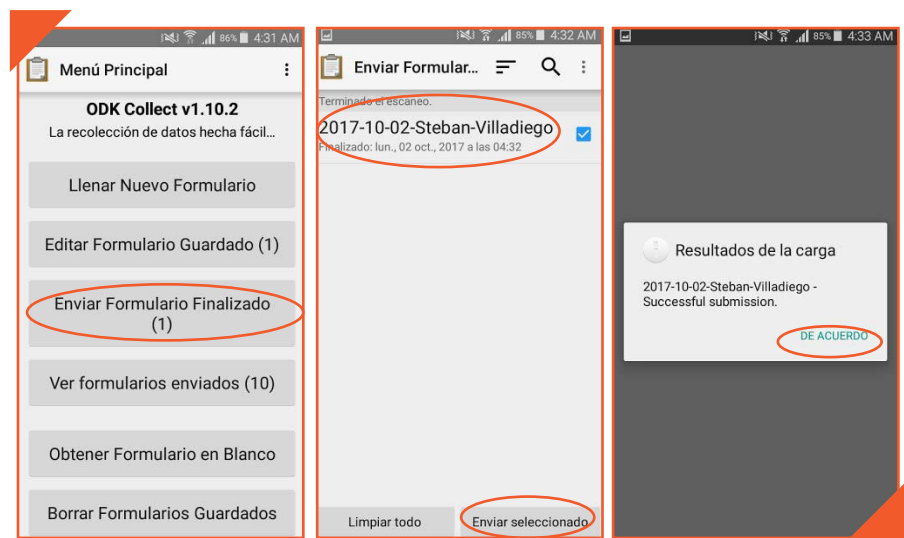 86% 4:31 AM
Menú Principal
ODK Collect v1.10.2
La recolección de datos hecha fácil...
Llenar Nuevo Formulario
Editar Formulario Guardado (1)
Enviar Formulario Finalizado
(1)
Ver formularios enviados (10)
Obtener Formulario en Blanco
Borrar Formularios Guardados
85% 4:32 AM
Enviar Formular...
Terminado el escaneo.
2017-10-02-Steban-Villadiego
Finalizado: lun., 02 oct., 2017 a las 04:32
Limpiar todo
Enviar seleccionado
85% 4:33 AM
Resultados de la carga
2017-10-02-Steban-Villadiego -
Successful submission.
DE ACUERDO